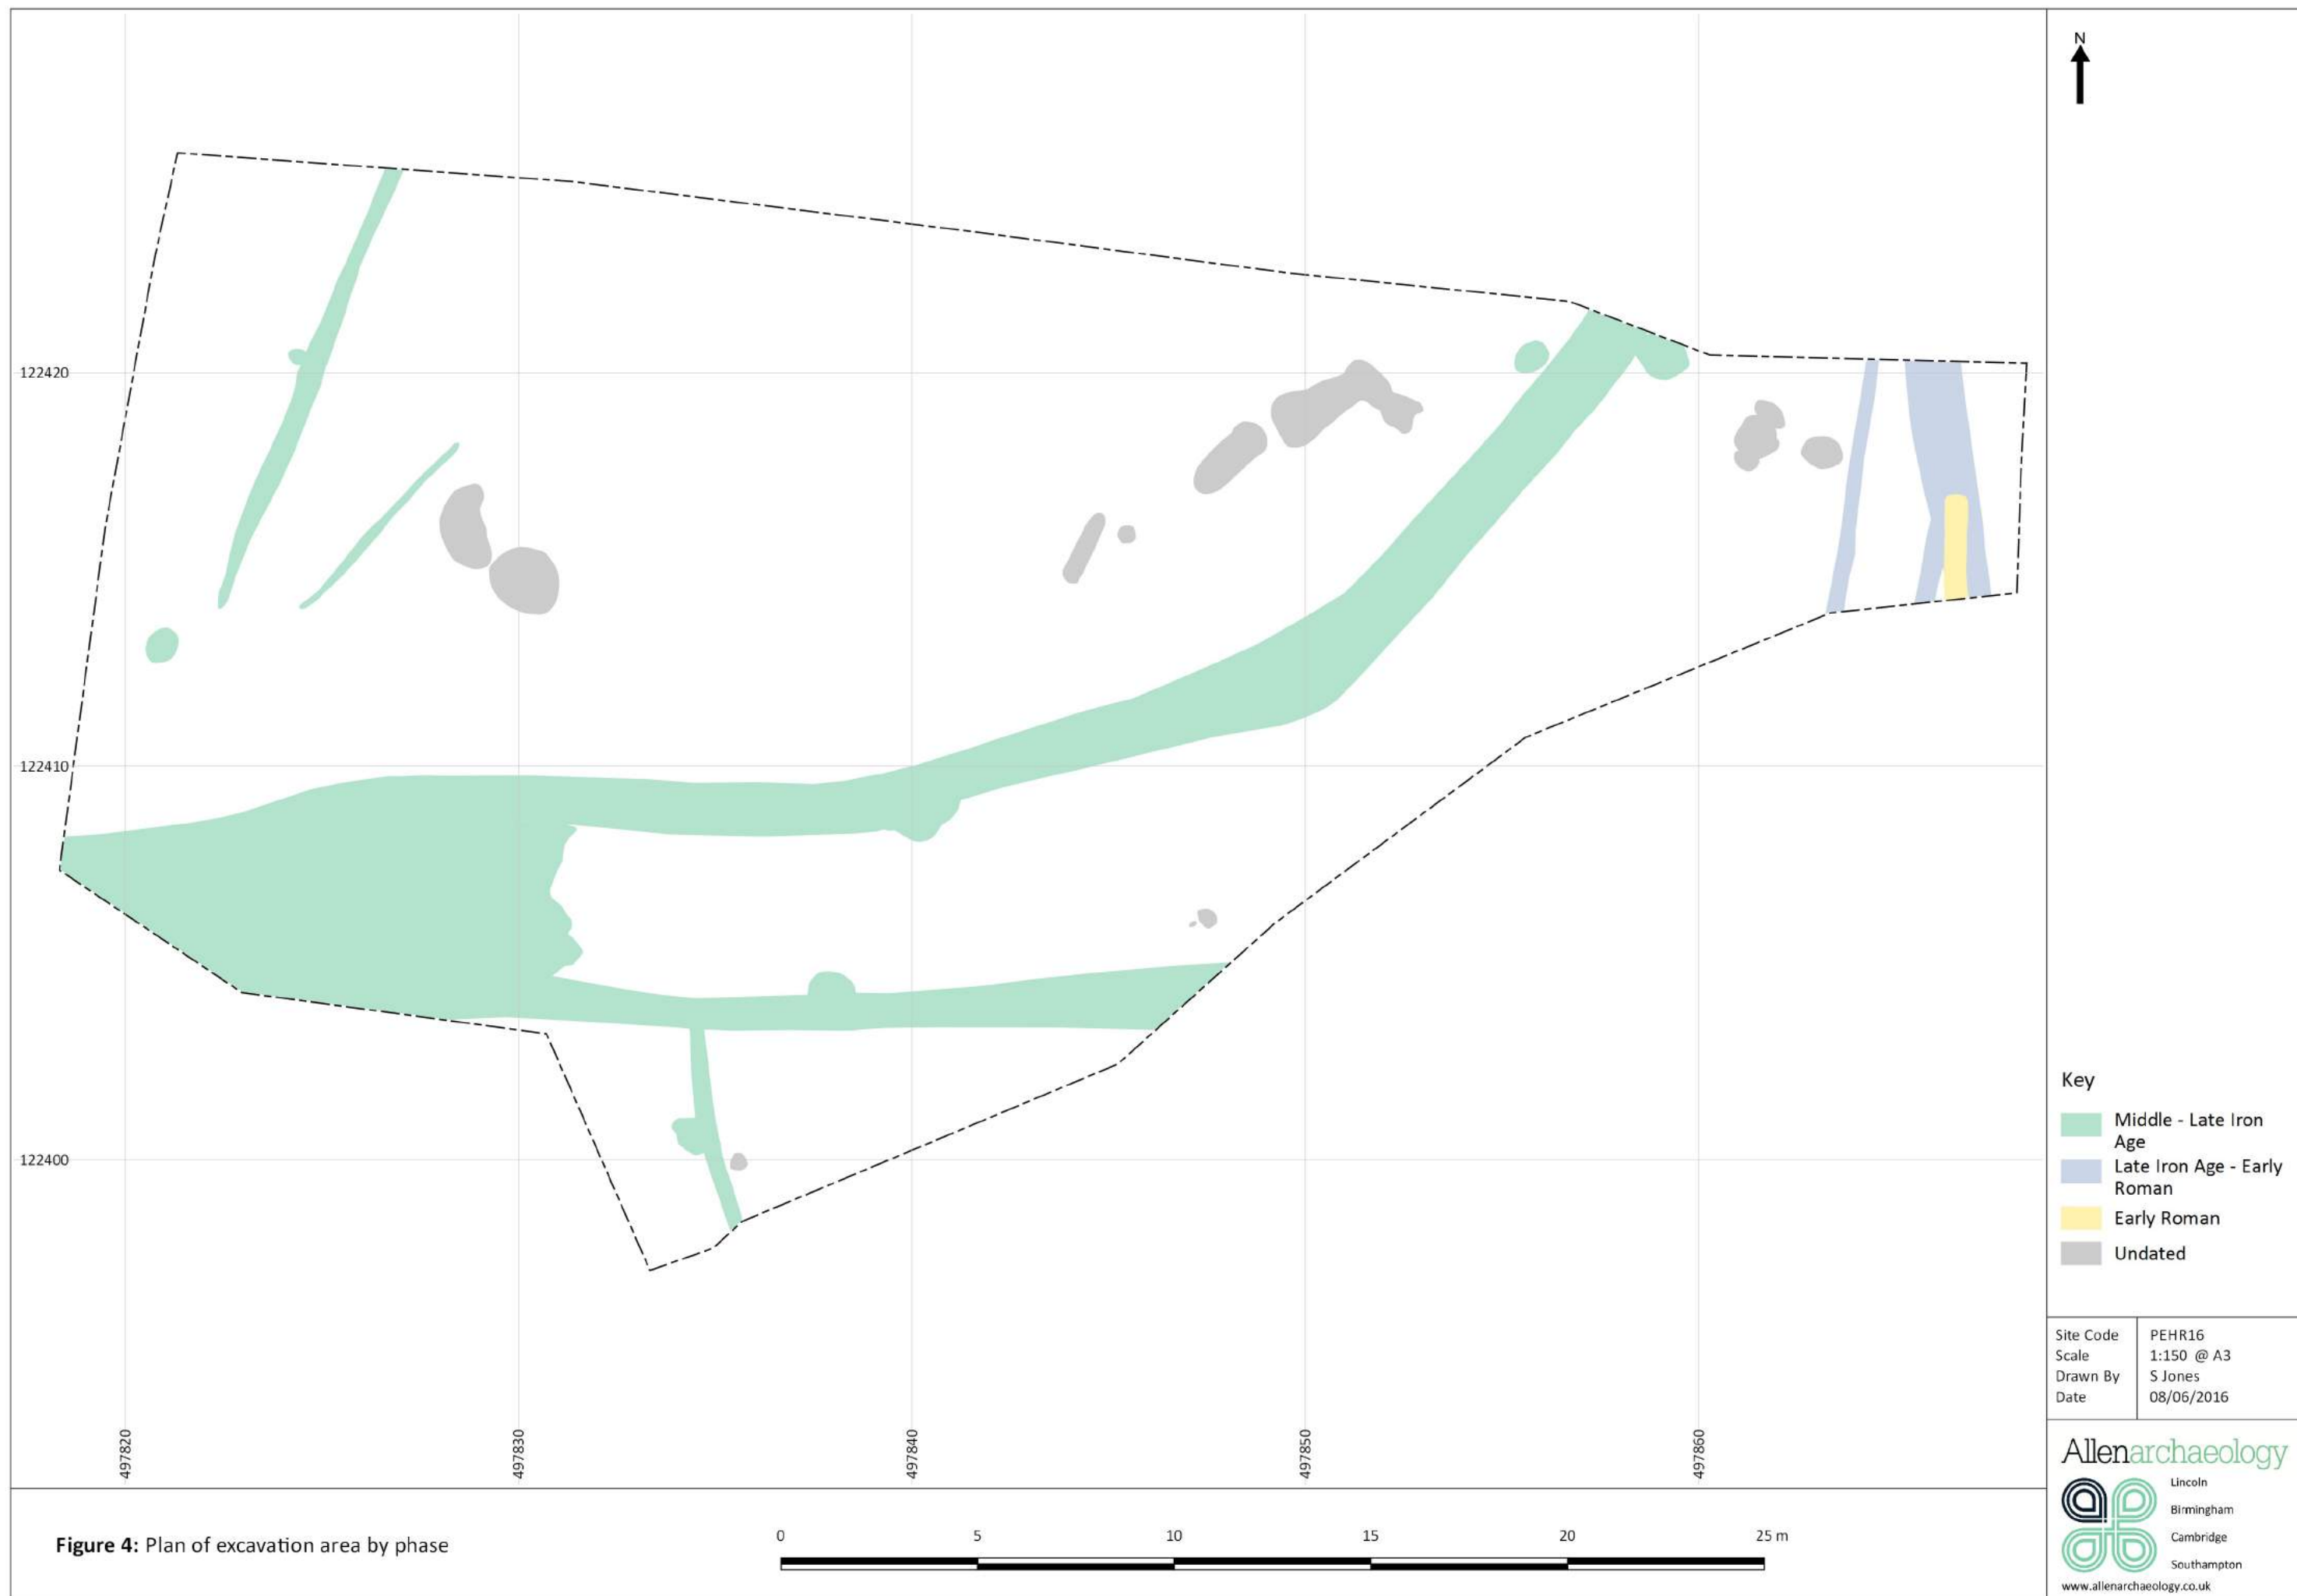 N
122420
122410
122400
497820
497830
497840
497850
497860
Key
Middle - Late Iron
Age
Late Iron Age - Early
Roman
Early Roman
Undated
Site Code PEHR16
Scale 1:150 @ A3
Drawn By S Jones
Date 08/06/2016
Allenarchaeology
Lincoln
Birmingham
Cambridge
Southampton
www.allenarchaeology.co.uk
Figure 4: Plan of excavation area by phase
0 5 10 15 20 25 m